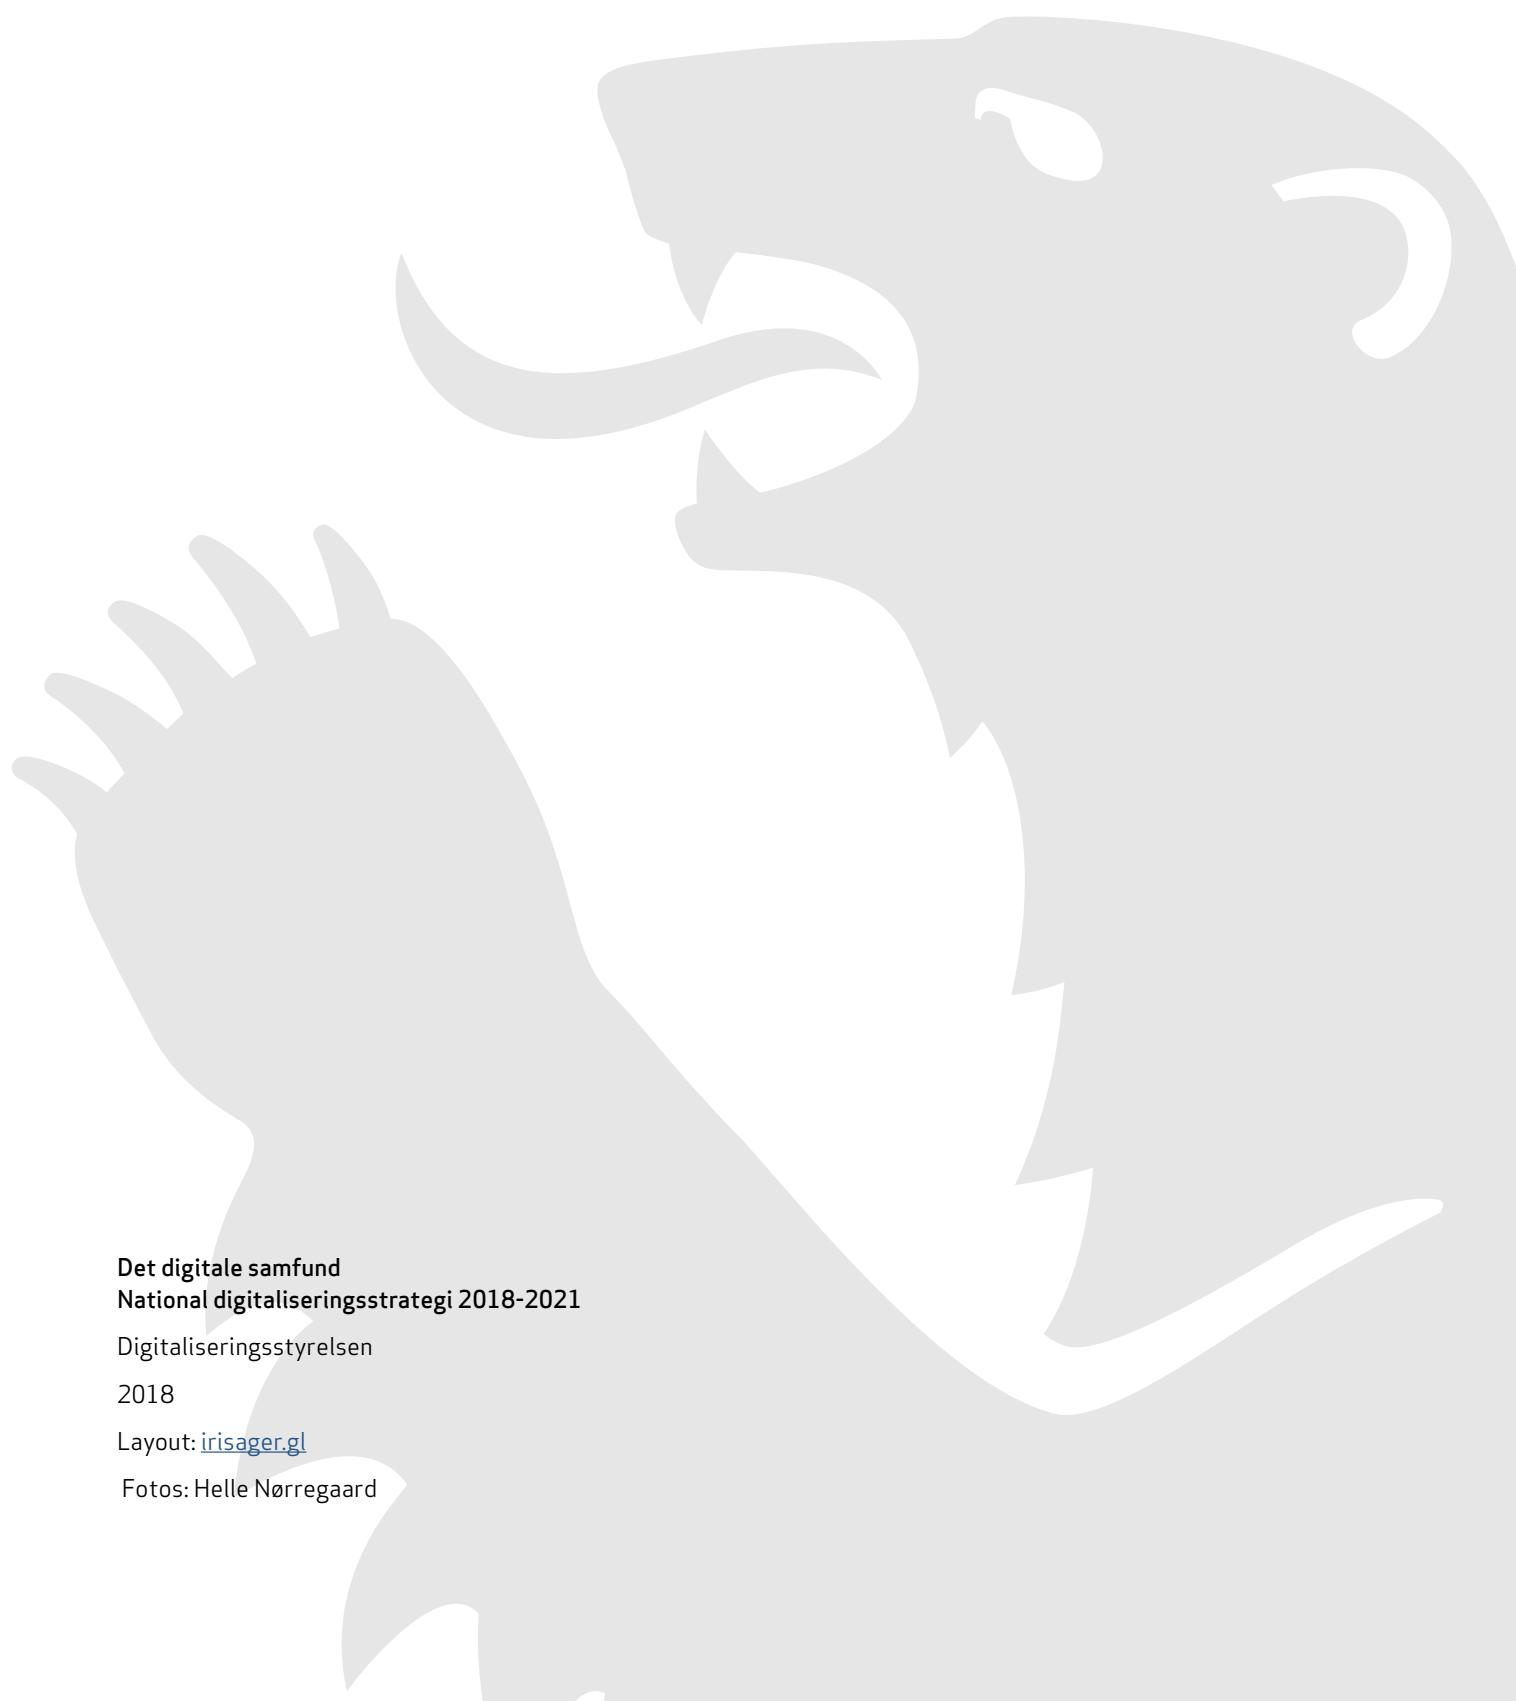 Det digitale samfund
National digitaliseringsstrategi 2018-2021
Digitaliseringsstyrelsen
2018
Layout: irisager.gl
Fotos: Helle Nørregaard